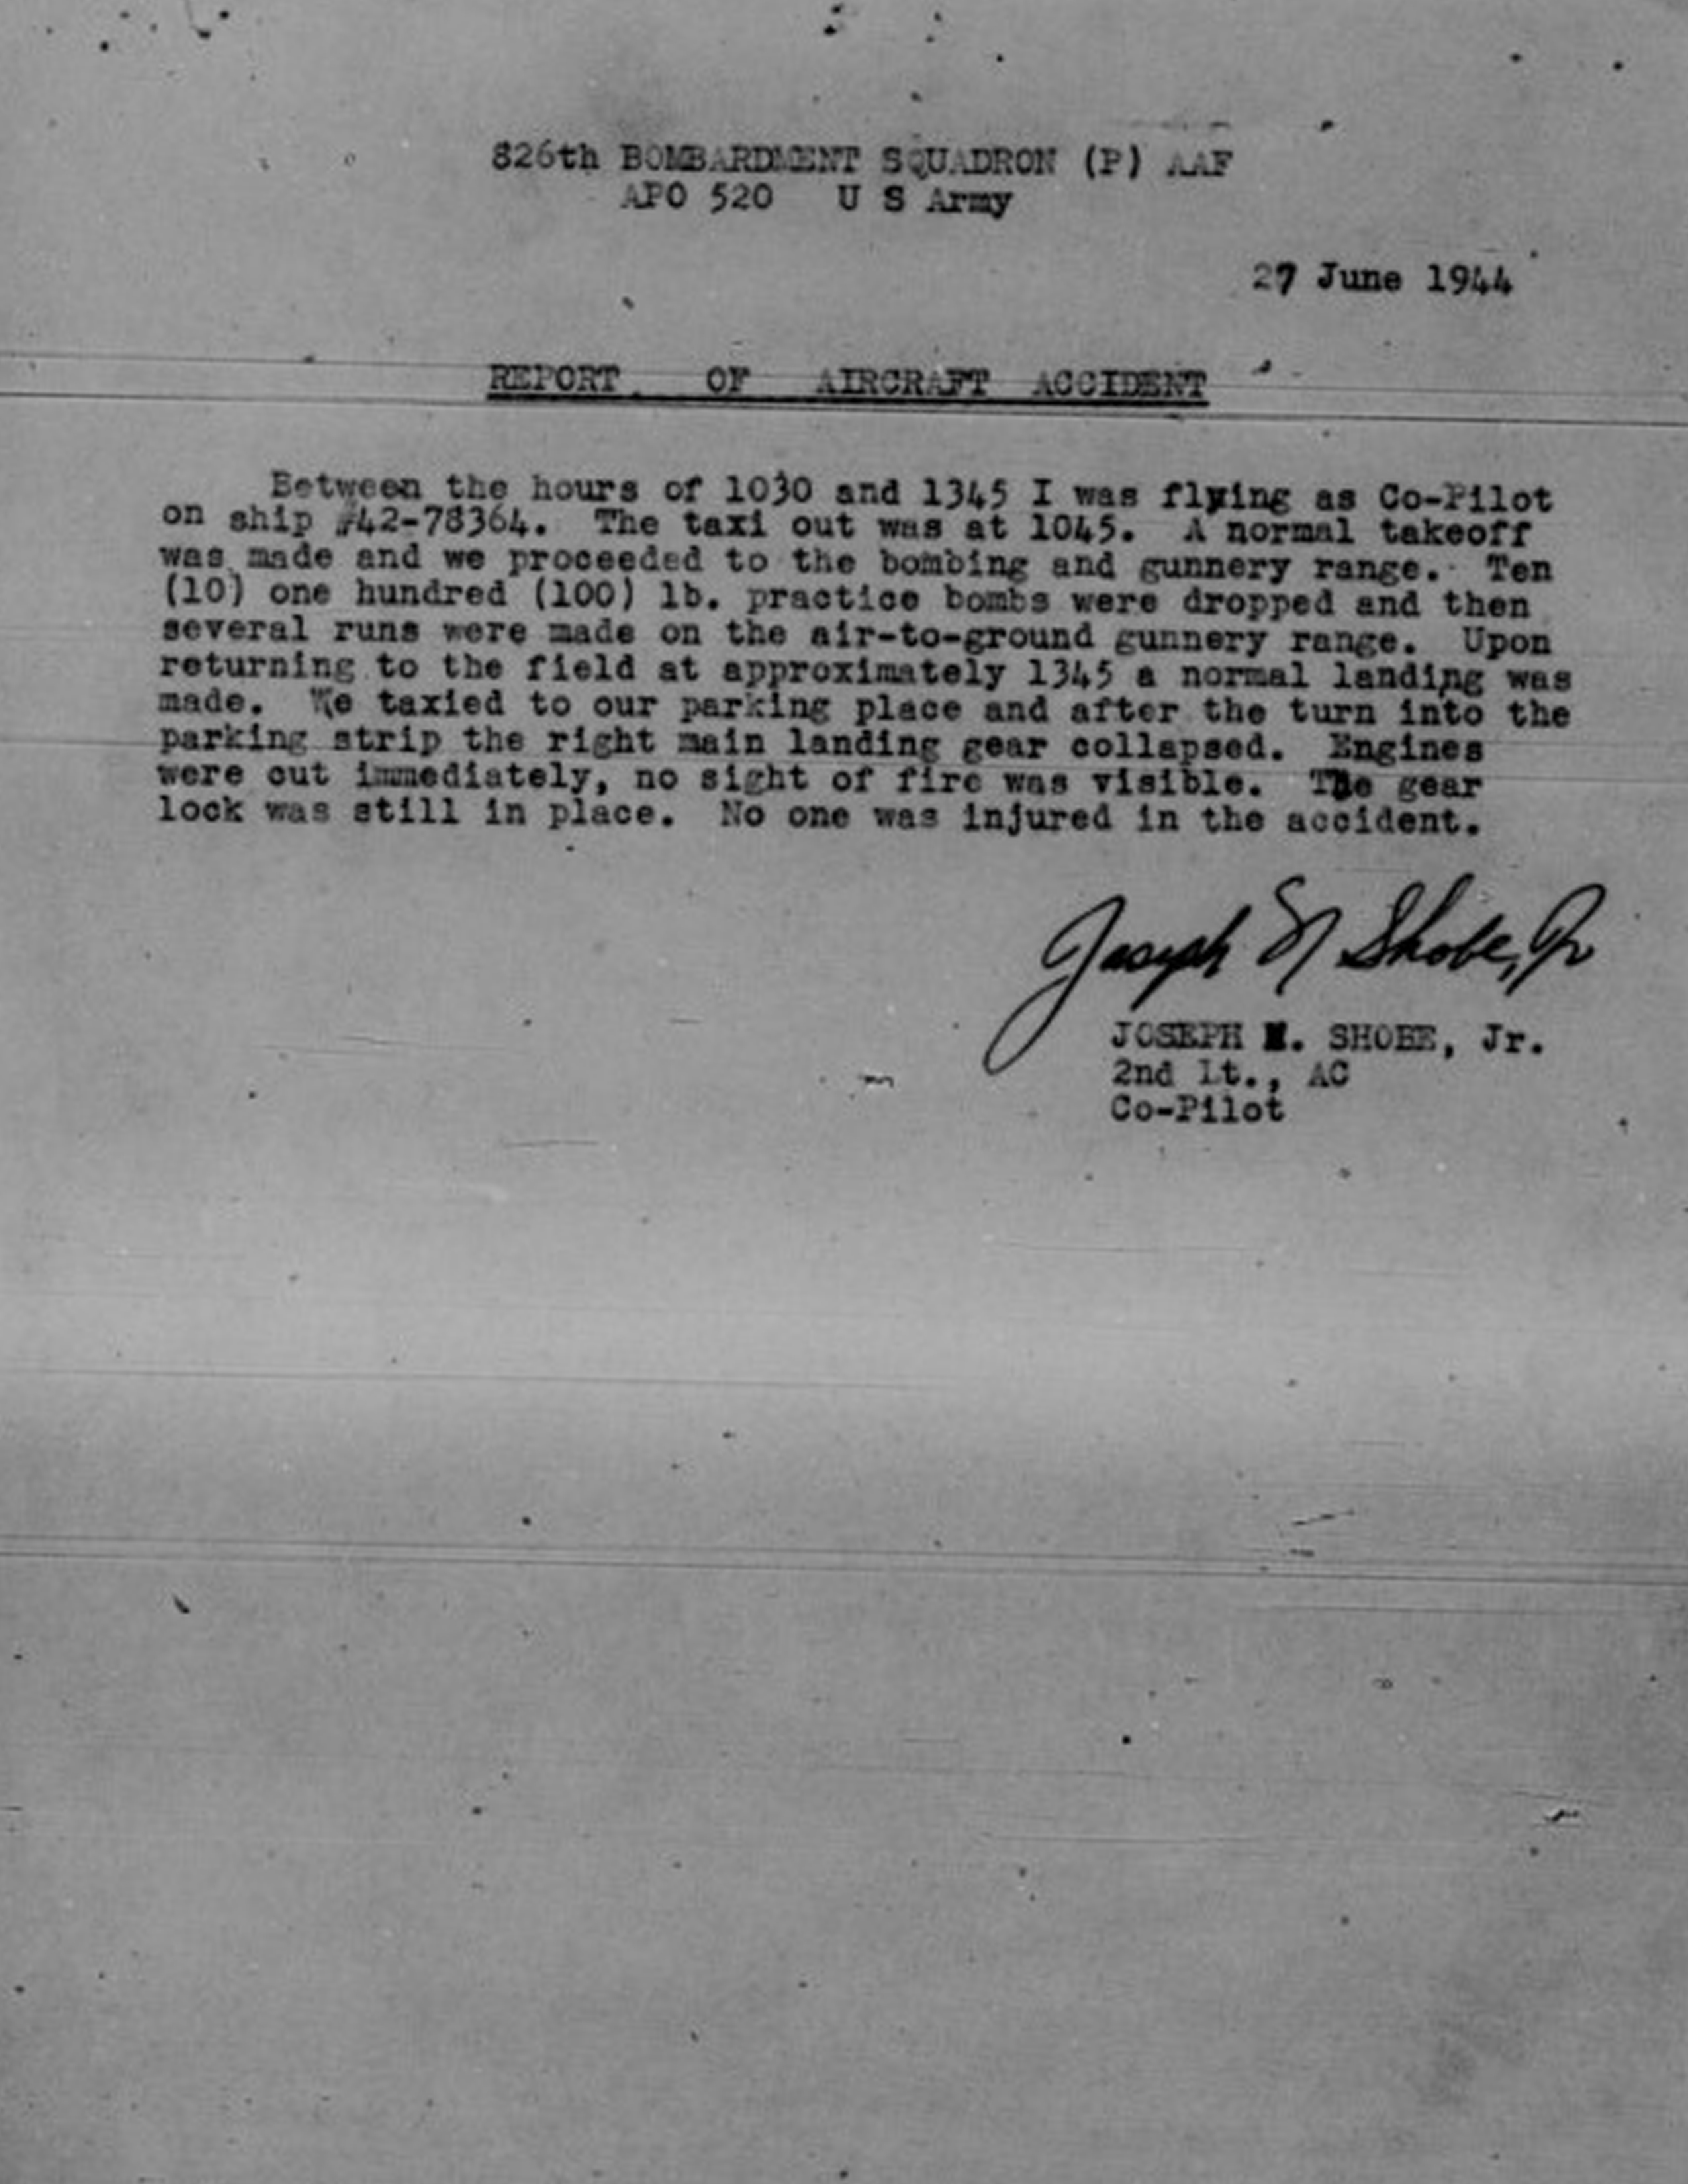 826th BOMBARDMENT SQUADRON (P) AAF
APO 520 U S Army
27 June 1944
REPORT OF AIRCRAFT ACCIDENT
Between the hours of 1030 and 1345 I was flying as Co-Pilot
on ship #42-78364. The taxi out was at 1045. A normal takeoff
was made and we proceeded to the bombing and gunnery range. Ten
(10) one hundred (100) lb. practice bombs were dropped and then
several runs were made on the air-to-ground gunnery range. Upon
returning to the field at approximately 1345 a normal landing was
made. We taxied to our parking place and after the turn into the
parking strip the right main landing gear collapsed. Engines
were cut immediately, no sight of fire was visible. The gear
lock was still in place. No one was injured in the accident.
Joseph N Shobe, Jr
JOSEPH N. SHOBE, Jr.
2nd Lt., AC
Co-Pilot